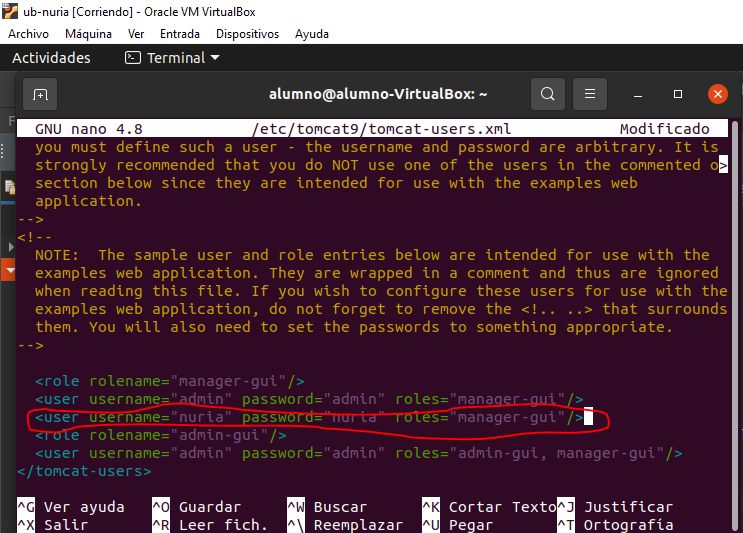 ub-nuria [Corriendo] - Oracle VM VirtualBox
Archivo Máquina Ver Entrada Dispositivos Ayuda
Actividades Terminal
alumno@alumno-VirtualBox: ~
GNU nano 4.8 /etc/tomcat9/tomcat-users.xml Modificado
you must define such a user - the username and password are arbitrary. It is
strongly recommended that you do NOT use one of the users in the commented o>
section below since they are intended for use with the examples web
application.
-->
<!--
NOTE:  The sample user and role entries below are intended for use with the
examples web application. They are wrapped in a comment and thus are ignored
when reading this file. If you wish to configure these users for use with the
examples web application, do not forget to remove the <!.. ..> that surrounds
them. You will also need to set the passwords to something appropriate.
-->
<role rolename="manager-gui"/>
<user username="admin" password="admin" roles="manager-gui"/>
<user username="nuria" password="nuria" roles="manager-gui"/>
<role rolename="admin-gui"/>
<user username="admin" password="admin" roles="admin-gui, manager-gui"/>
</tomcat-users>
^G Ver ayuda ^O Guardar ^W Buscar ^K Cortar Texto ^J Justificar
^X Salir ^R Leer fich. ^\ Reemplazar ^U Pegar ^T Ortografía